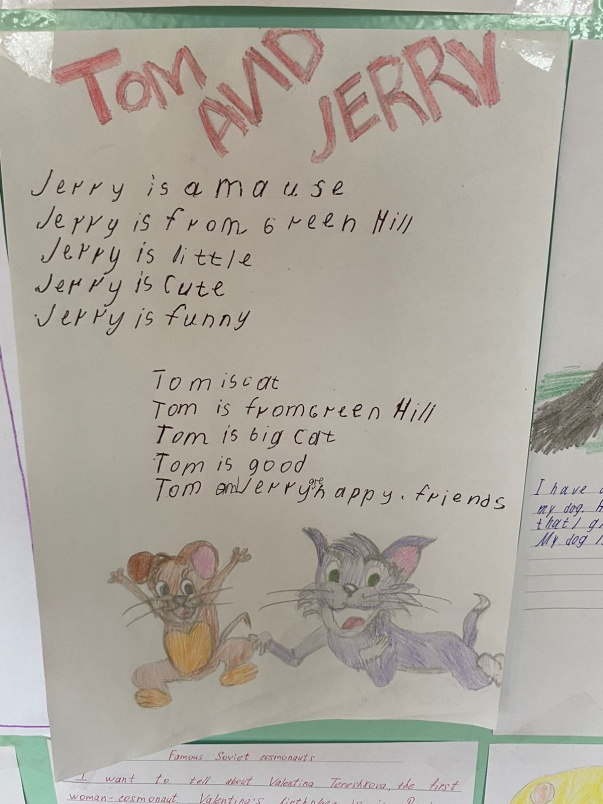 TOM AND JERRY
Jerry is a mause
Jerry is from Green Hill
Jerry is little
Jerry is cute
Jerry is funny
Tom is cat
Tom is from Green Hill
Tom is big cat
Tom is good
Tom and Jerry are happy. friends
I have
my dog. H
that I g
My dog i
Famous Soviet cosmonauts
I want to tell about Valentina Tereshkova, the first
woman-cosmonaut Valentina's